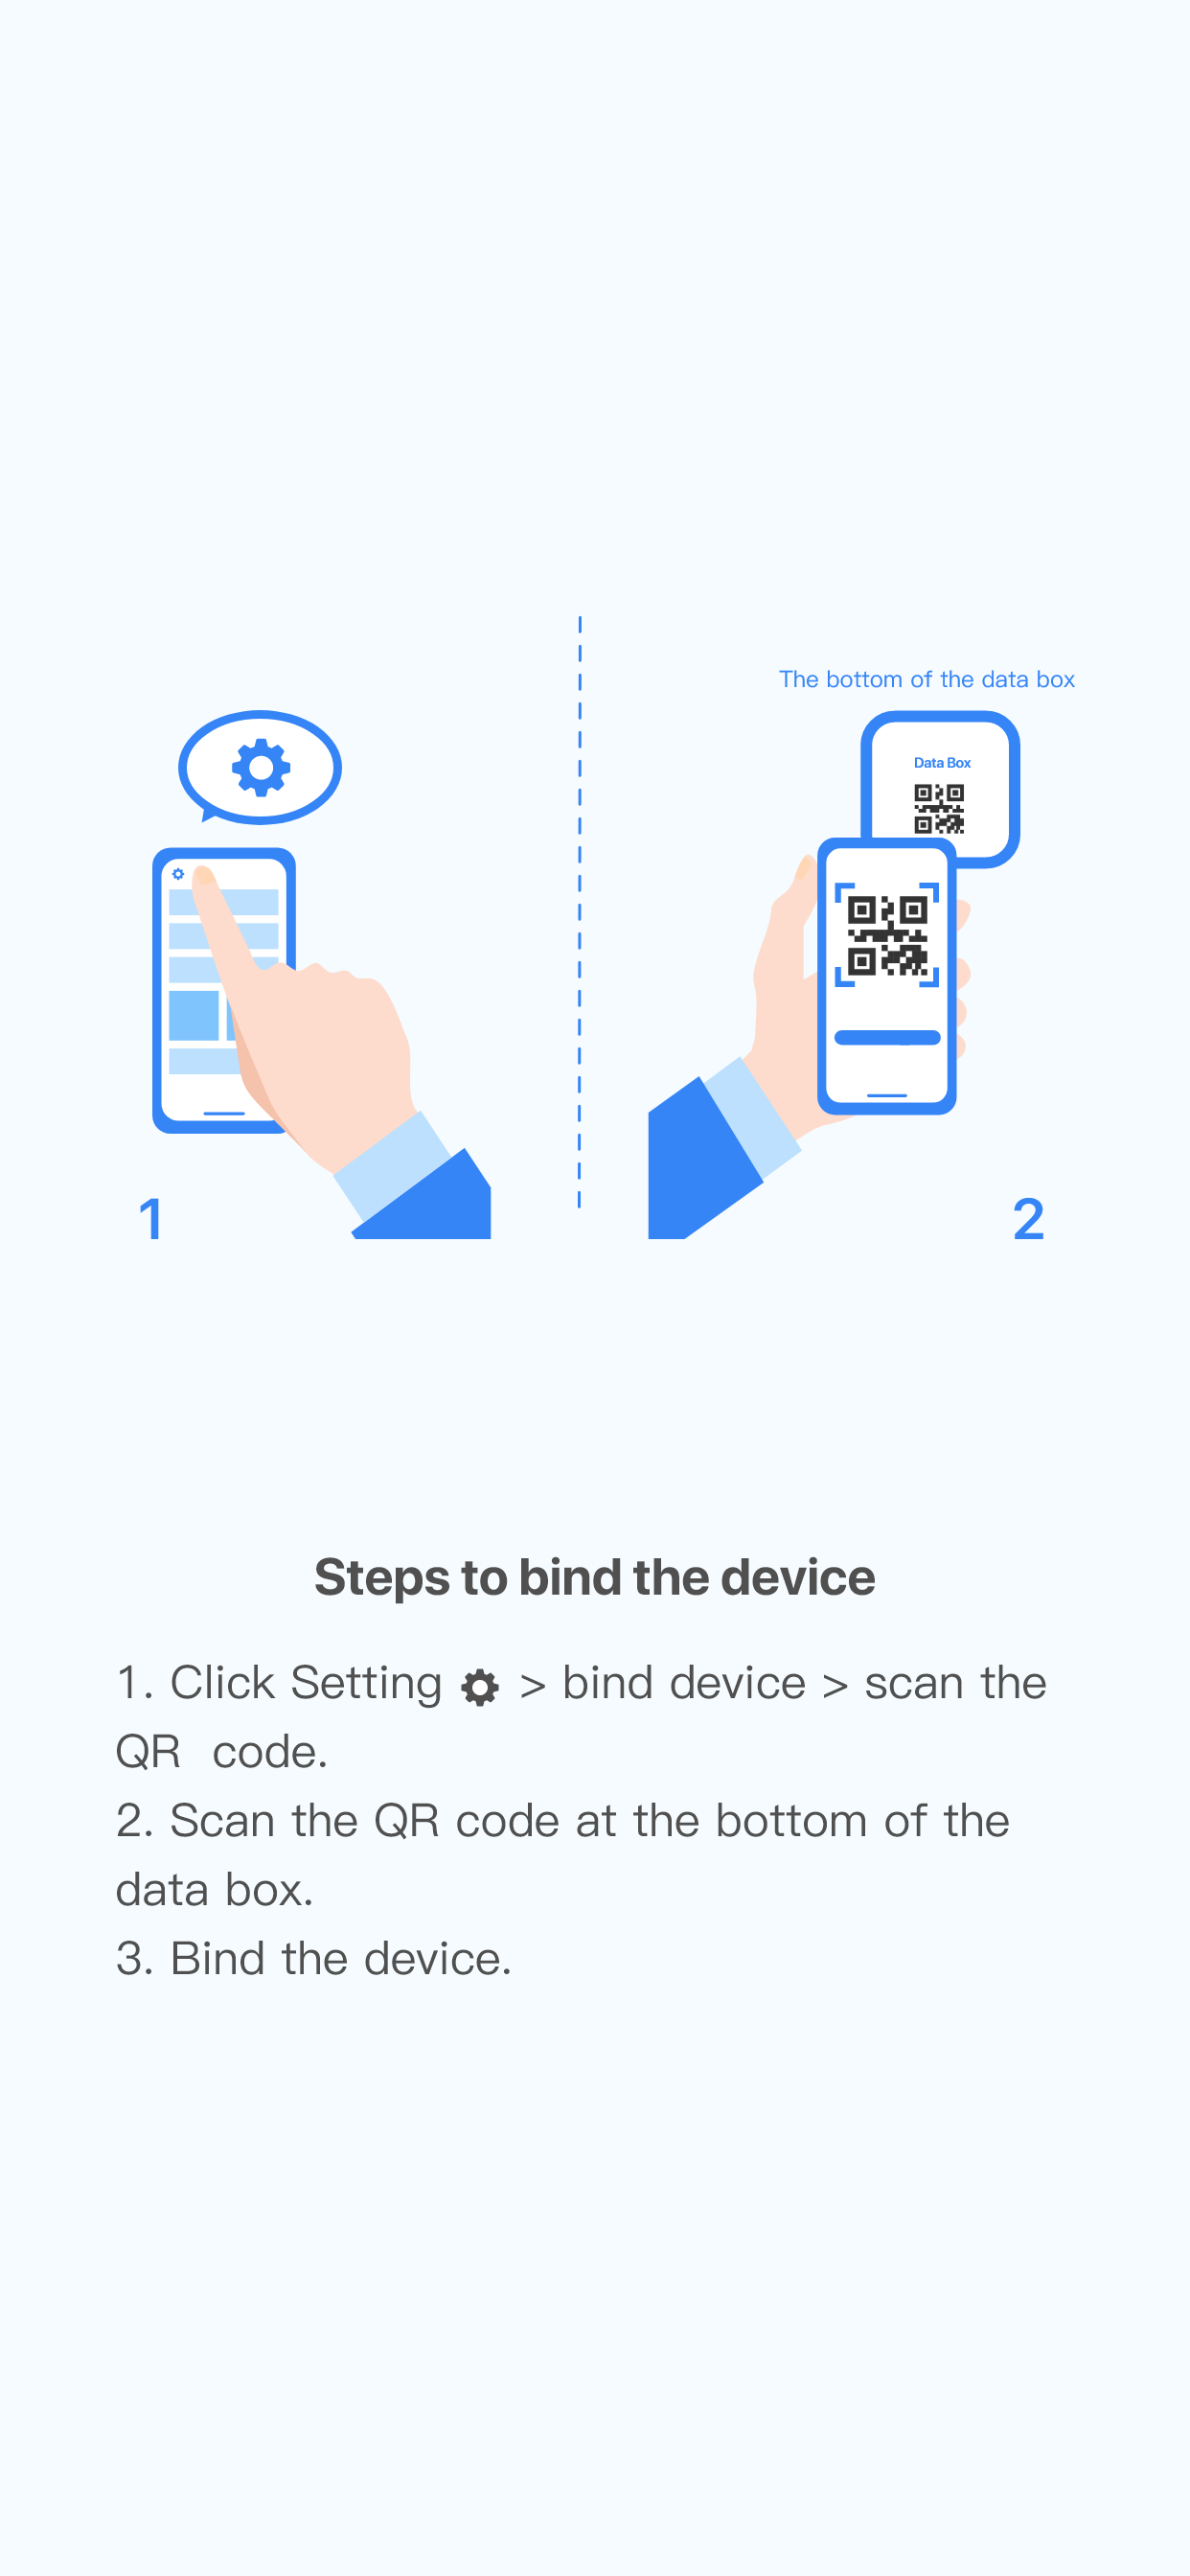 The bottom of the data box
Data Box
1
2
Steps to bind the device
1. Click Setting > bind device > scan the
QR code.
2. Scan the QR code at the bottom of the
data box.
3. Bind the device.